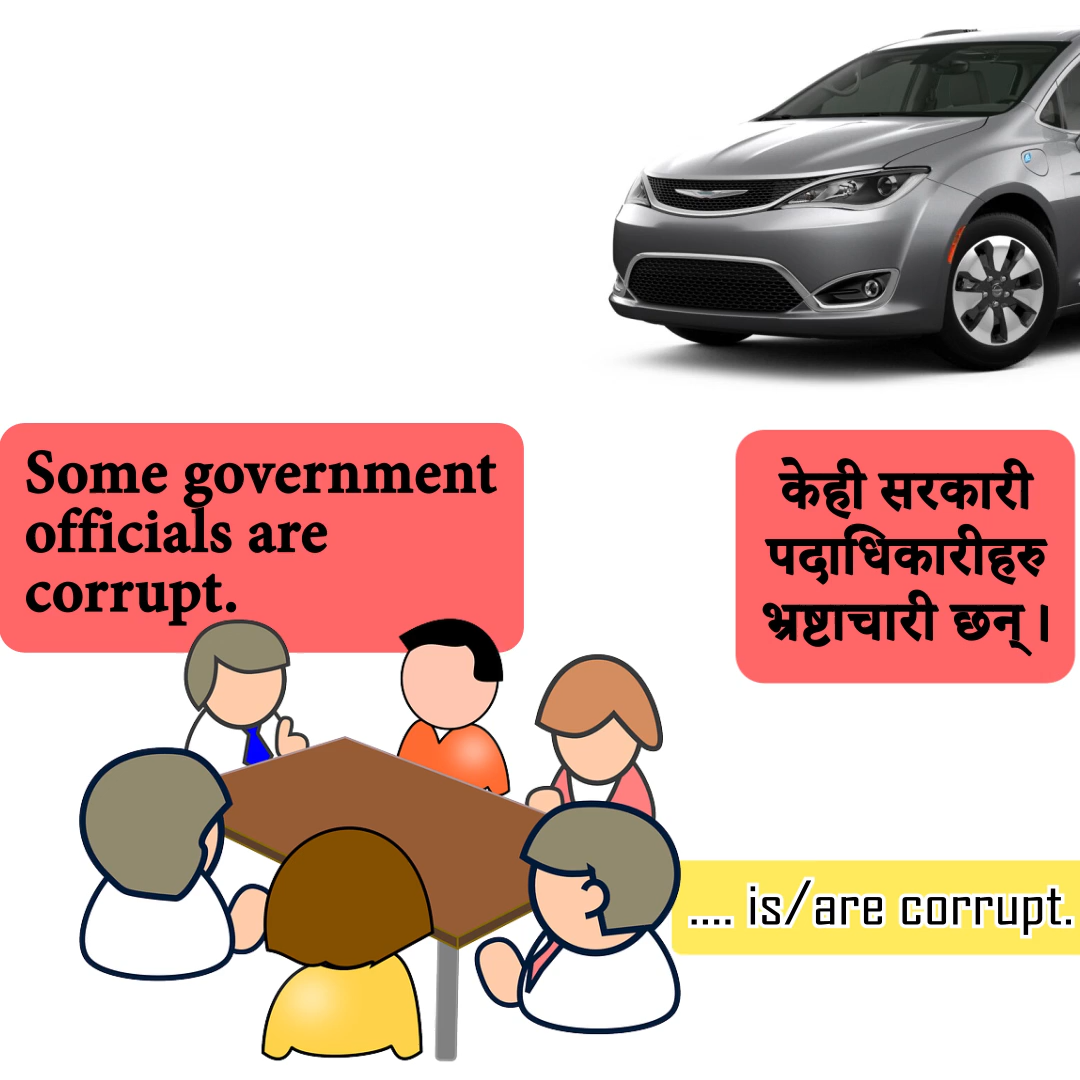 Some government
officials are
corrupt.
केही सरकारी
पदाधिकारीहरु
भ्रष्टाचारी छन्।
.... is/are corrupt.